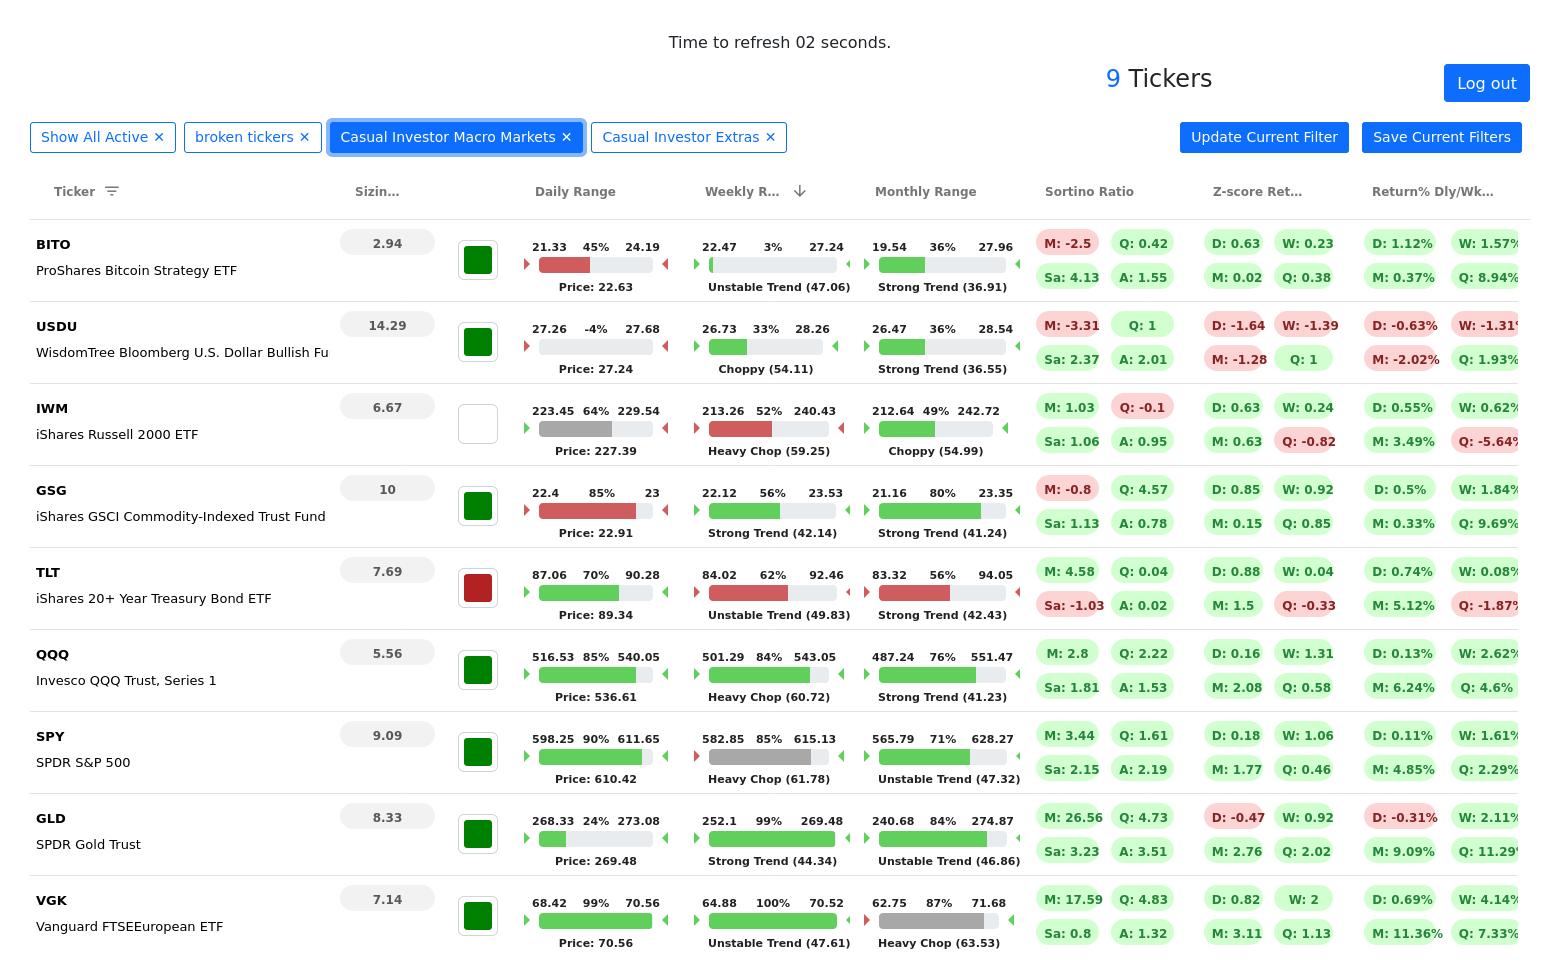 Time to refresh 02 seconds.
9 Tickers
Log out
Show All Active ✕ broken tickers ✕ Casual Investor Macro Markets ✕ Casual Investor Extras ✕ Update Current Filter Save Current Filters
Ticker Sizin... Daily Range Weekly R... Monthly Range Sortino Ratio Z-score Ret... Return% Dly/Wk...
BITO 2.94 21.33 45% 24.19 22.47 3% 27.24 19.54 36% 27.96 M: -2.5 Q: 0.42 D: 0.63 W: 0.23 D: 1.12% W: 1.57%
ProShares Bitcoin Strategy ETF Sa: 4.13 A: 1.55 M: 0.02 Q: 0.38 M: 0.37% Q: 8.94%
Price: 22.63 Unstable Trend (47.06) Strong Trend (36.91)
USDU 14.29 27.26 -4% 27.68 26.73 33% 28.26 26.47 36% 28.54 M: -3.31 Q: 1 D: -1.64 W: -1.39 D: -0.63% W: -1.31%
WisdomTree Bloomberg U.S. Dollar Bullish Fu Sa: 2.37 A: 2.01 M: -1.28 Q: 1 M: -2.02% Q: 1.93%
Price: 27.24 Choppy (54.11) Strong Trend (36.55)
IWM 6.67 223.45 64% 229.54 213.26 52% 240.43 212.64 49% 242.72 M: 1.03 Q: -0.1 D: 0.63 W: 0.24 D: 0.55% W: 0.62%
iShares Russell 2000 ETF Sa: 1.06 A: 0.95 M: 0.63 Q: -0.82 M: 3.49% Q: -5.64%
Price: 227.39 Heavy Chop (59.25) Choppy (54.99)
GSG 10 22.4 85% 23 22.12 56% 23.53 21.16 80% 23.35 M: -0.8 Q: 4.57 D: 0.85 W: 0.92 D: 0.5% W: 1.84%
iShares GSCI Commodity-Indexed Trust Fund Sa: 1.13 A: 0.78 M: 0.15 Q: 0.85 M: 0.33% Q: 9.69%
Price: 22.91 Strong Trend (42.14) Strong Trend (41.24)
TLT 7.69 87.06 70% 90.28 84.02 62% 92.46 83.32 56% 94.05 M: 4.58 Q: 0.04 D: 0.88 W: 0.04 D: 0.74% W: 0.08%
iShares 20+ Year Treasury Bond ETF Sa: -1.03 A: 0.02 M: 1.5 Q: -0.33 M: 5.12% Q: -1.87%
Price: 89.34 Unstable Trend (49.83) Strong Trend (42.43)
QQQ 5.56 516.53 85% 540.05 501.29 84% 543.05 487.24 76% 551.47 M: 2.8 Q: 2.22 D: 0.16 W: 1.31 D: 0.13% W: 2.62%
Invesco QQQ Trust, Series 1 Sa: 1.81 A: 1.53 M: 2.08 Q: 0.58 M: 6.24% Q: 4.6%
Price: 536.61 Heavy Chop (60.72) Strong Trend (41.23)
SPY 9.09 598.25 90% 611.65 582.85 85% 615.13 565.79 71% 628.27 M: 3.44 Q: 1.61 D: 0.18 W: 1.06 D: 0.11% W: 1.61%
SPDR S&P 500 Sa: 2.15 A: 2.19 M: 1.77 Q: 0.46 M: 4.85% Q: 2.29%
Price: 610.42 Heavy Chop (61.78) Unstable Trend (47.32)
GLD 8.33 268.33 24% 273.08 252.1 99% 269.48 240.68 84% 274.87 M: 26.56 Q: 4.73 D: -0.47 W: 0.92 D: -0.31% W: 2.11%
SPDR Gold Trust Sa: 3.23 A: 3.51 M: 2.76 Q: 2.02 M: 9.09% Q: 11.29%
Price: 269.48 Strong Trend (44.34) Unstable Trend (46.86)
VGK 7.14 68.42 99% 70.56 64.88 100% 70.52 62.75 87% 71.68 M: 17.59 Q: 4.83 D: 0.82 W: 2 D: 0.69% W: 4.14%
Vanguard FTSEEuropean ETF Sa: 0.8 A: 1.32 M: 3.11 Q: 1.13 M: 11.36% Q: 7.33%
Price: 70.56 Unstable Trend (47.61) Heavy Chop (63.53)